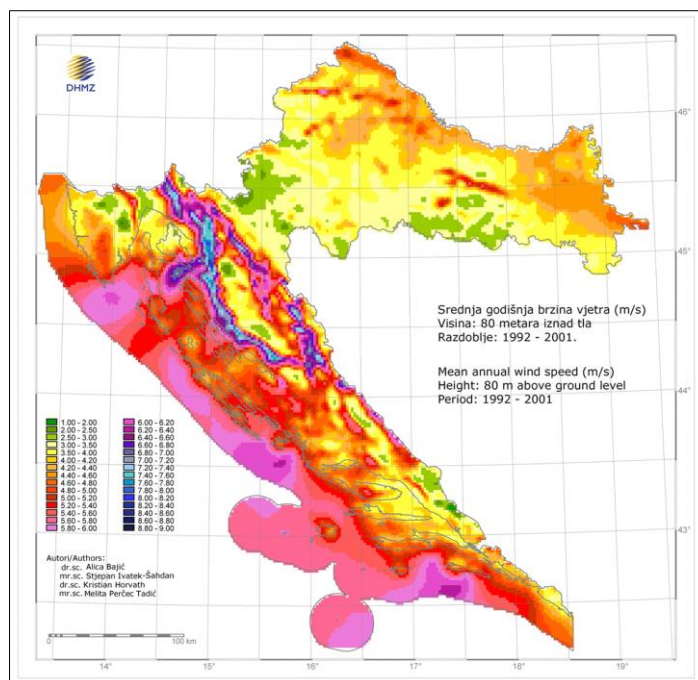 DHMZ
46°
45°
44°
43°
Srednja godišnja brzina vjetra (m/s)
Visina: 80 metara iznad tla
Razdoblje: 1992 - 2001.
Mean annual wind speed (m/s)
Height: 80 m above ground level
Period: 1992 - 2001
1.00 - 2.00
2.00 - 2.50
2.50 - 3.00
3.00 - 3.50
3.50 - 4.00
4.00 - 4.20
4.20 - 4.40
4.40 - 4.60
4.60 - 4.80
4.80 - 5.00
5.00 - 5.20
5.20 - 5.40
5.40 - 5.60
5.60 - 5.80
5.80 - 6.00
6.00 - 6.20
6.20 - 6.40
6.40 - 6.60
6.60 - 6.80
6.80 - 7.00
7.00 - 7.20
7.20 - 7.40
7.40 - 7.60
7.60 - 7.80
7.80 - 8.00
8.00 - 8.20
8.20 - 8.40
8.40 - 8.60
8.60 - 8.80
8.80 - 9.00
Autori/Authors:
dr.sc. Alica Bajić
mr.sc. Stjepan Ivatek-Šahdan
dr.sc. Kristian Horvath
mr.sc. Melita Perčec Tadić
0 100 km
14° 15° 16° 17° 18° 19°